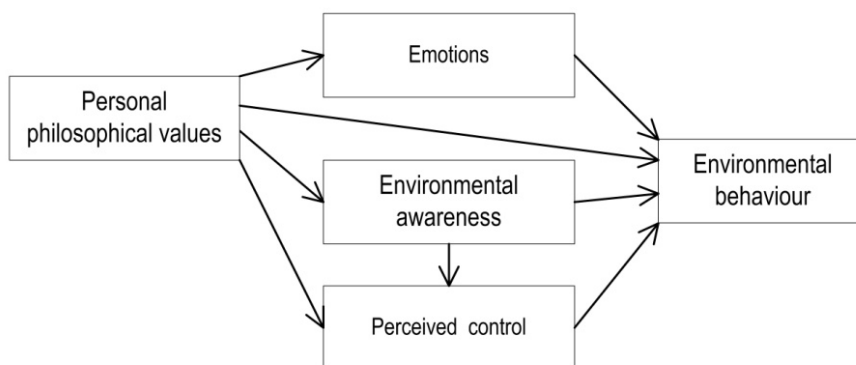 Emotions
Personal
philosophical values
Environmental
awareness
Environmental
behaviour
Perceived control